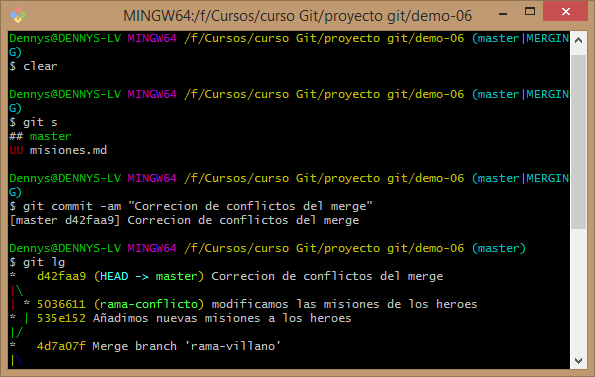 MINGW64:/f/Cursos/curso Git/proyecto git/demo-06
Dennys@DENNYS-LV MINGW64 /f/Cursos/curso Git/proyecto git/demo-06 (master|MERGIN
G)
$ clear
Dennys@DENNYS-LV MINGW64 /f/Cursos/curso Git/proyecto git/demo-06 (master|MERGIN
G)
$ git s
## master
UU misiones.md
Dennys@DENNYS-LV MINGW64 /f/Cursos/curso Git/proyecto git/demo-06 (master|MERGIN
G)
$ git commit -am "Correcion de conflictos del merge"
[master d42faa9] Correcion de conflictos del merge
Dennys@DENNYS-LV MINGW64 /f/Cursos/curso Git/proyecto git/demo-06 (master)
$ git lg
*   d42faa9 (HEAD -> master) Correcion de conflictos del merge
|\
| * 5036611 (rama-conflicto) modificamos las misiones de los heroes
* | 535e152 Añadimos nuevas misiones a los heroes
|/
*   4d7a07f Merge branch 'rama-villano'
|\